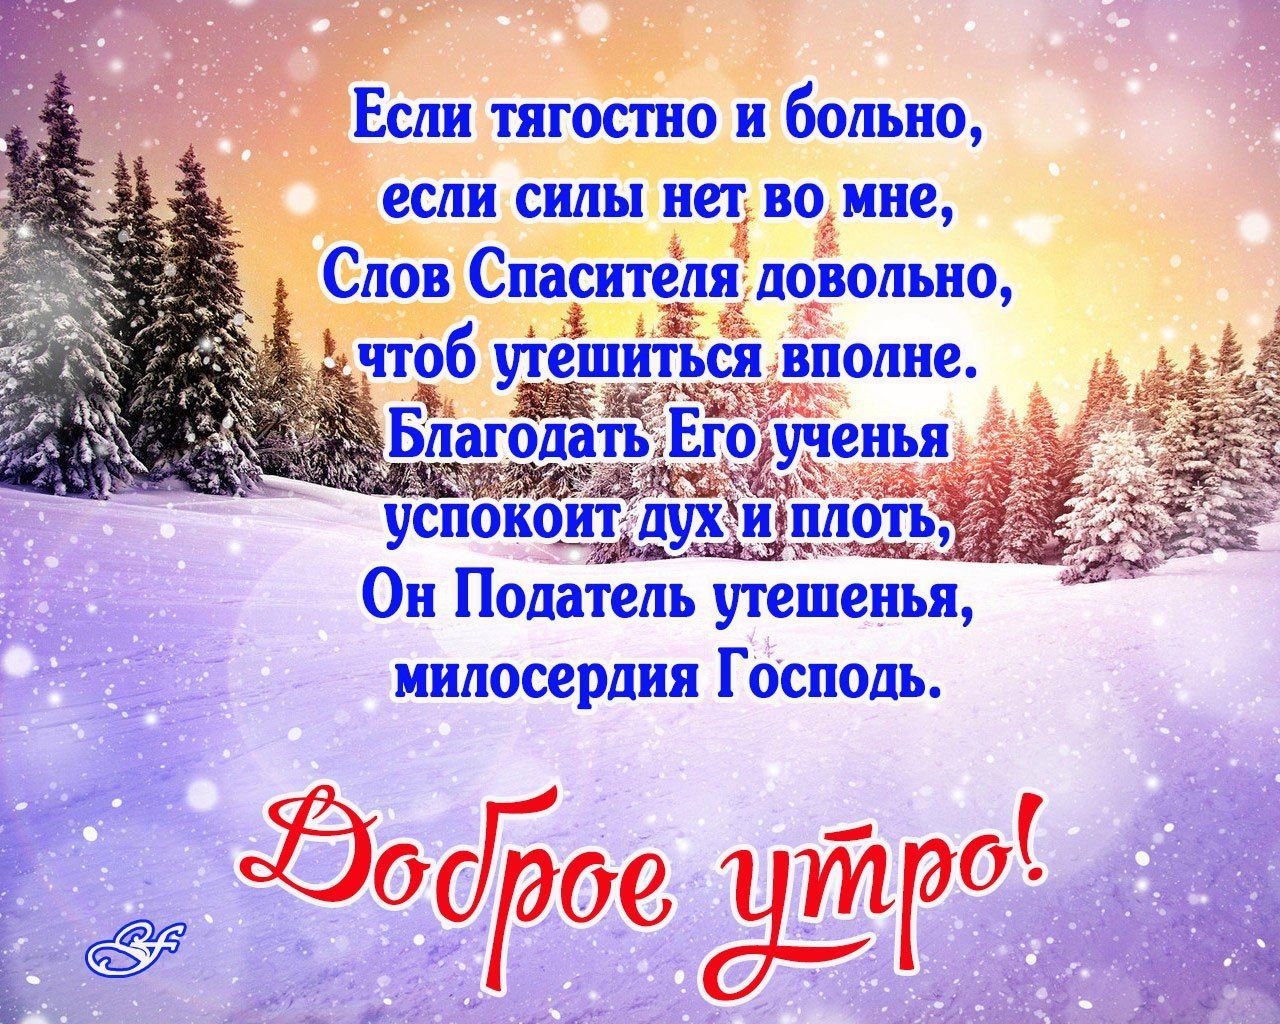 Если тягостно и больно,
если силы нет во мне,
Слов Спасителя довольно,
чтоб утешиться вполне.
Благодать Его ученья
успокоит дух и плоть,
Он Податель утешенья,
милосердия Господь.
Доброе утро!
Sf